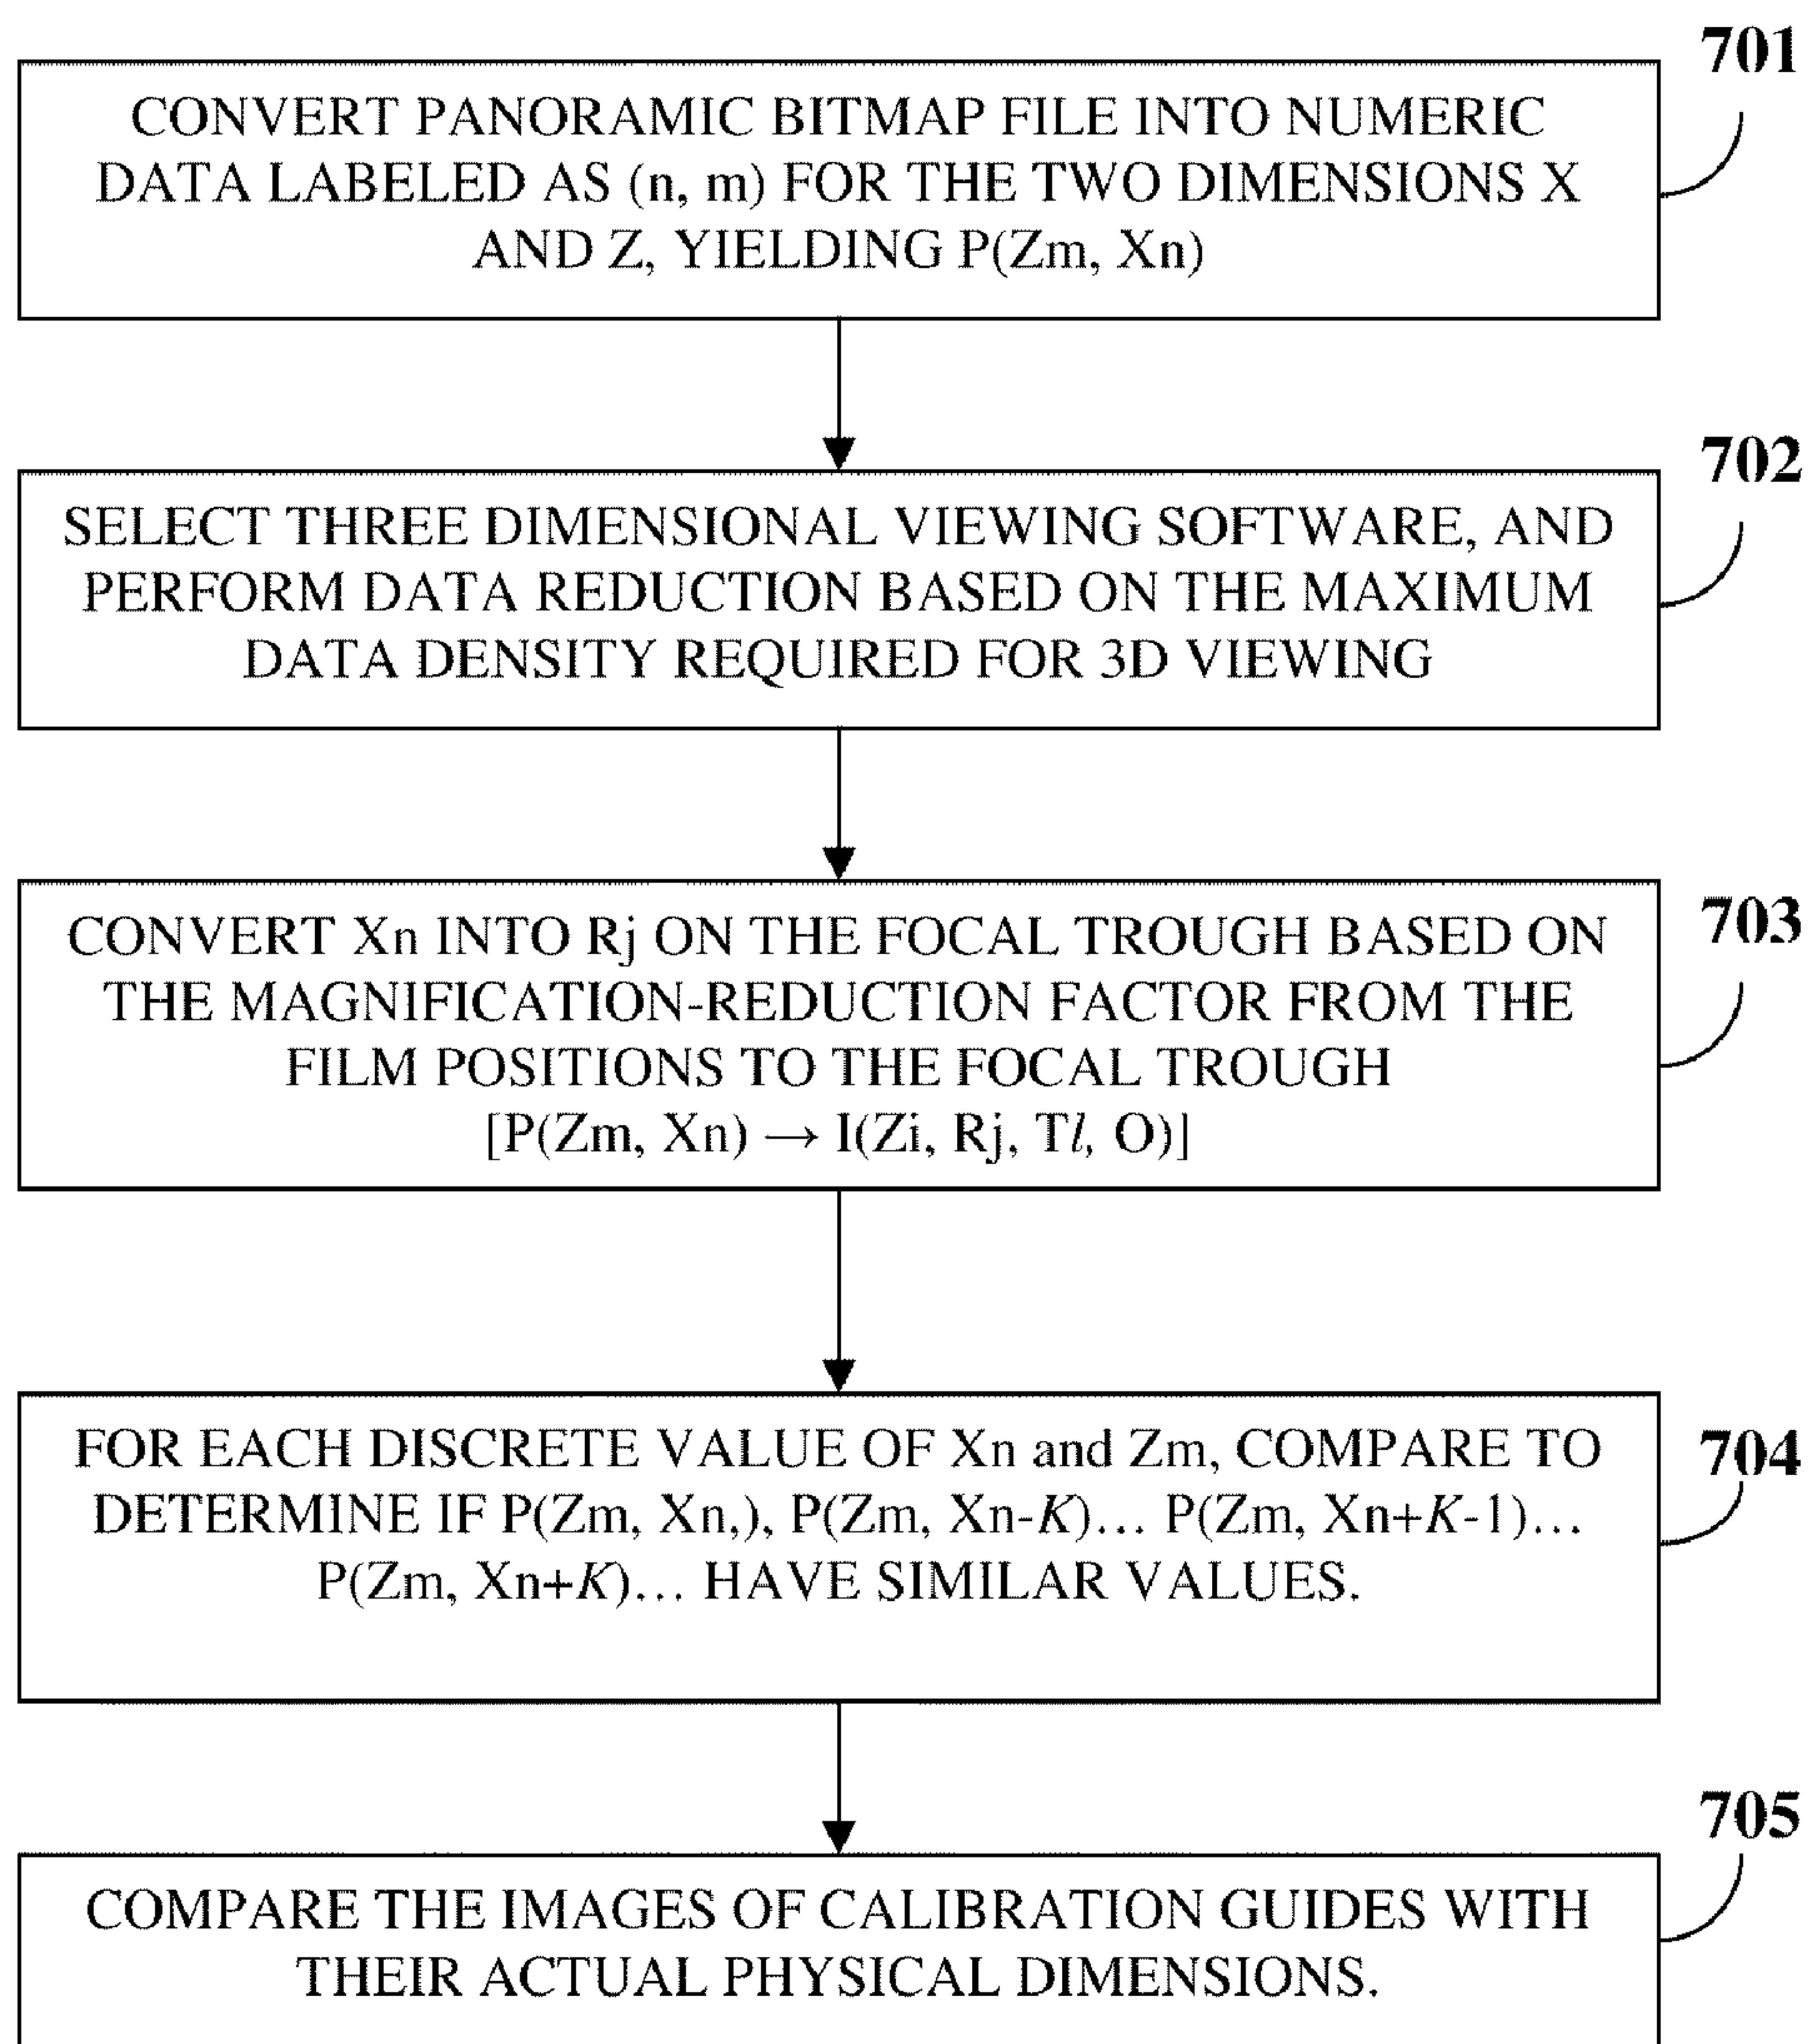 701
CONVERT PANORAMIC BITMAP FILE INTO NUMERIC
DATA LABELED AS (n, m) FOR THE TWO DIMENSIONS X
AND Z, YIELDING P(Zm, Xn)
702
SELECT THREE DIMENSIONAL VIEWING SOFTWARE, AND
PERFORM DATA REDUCTION BASED ON THE MAXIMUM
DATA DENSITY REQUIRED FOR 3D VIEWING
703
CONVERT Xn INTO Rj ON THE FOCAL TROUGH BASED ON
THE MAGNIFICATION-REDUCTION FACTOR FROM THE
FILM POSITIONS TO THE FOCAL TROUGH
[P(Zm, Xn) → I(Zi, Rj, Tl, O)]
704
FOR EACH DISCRETE VALUE OF Xn and Zm, COMPARE TO
DETERMINE IF P(Zm, Xn,), P(Zm, Xn-K)… P(Zm, Xn+K-1)…
P(Zm, Xn+K)… HAVE SIMILAR VALUES.
705
COMPARE THE IMAGES OF CALIBRATION GUIDES WITH
THEIR ACTUAL PHYSICAL DIMENSIONS.